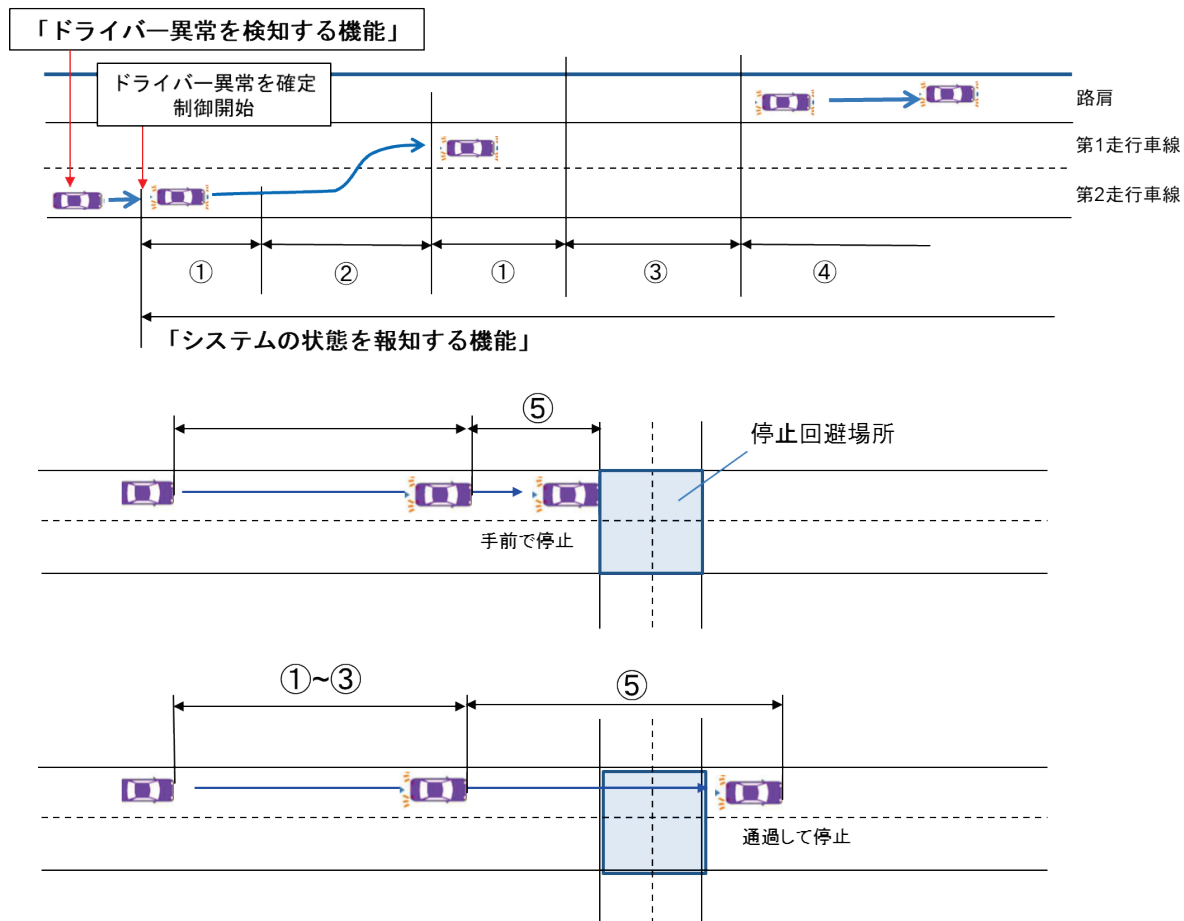 「ドライバー異常を検知する機能」
ドライバー異常を確定
制御開始
路肩
第1走行車線
第2走行車線
①
②
①
③
④
「システムの状態を報知する機能」
⑤
停止回避場所
手前で停止
①~③
⑤
通過して停止